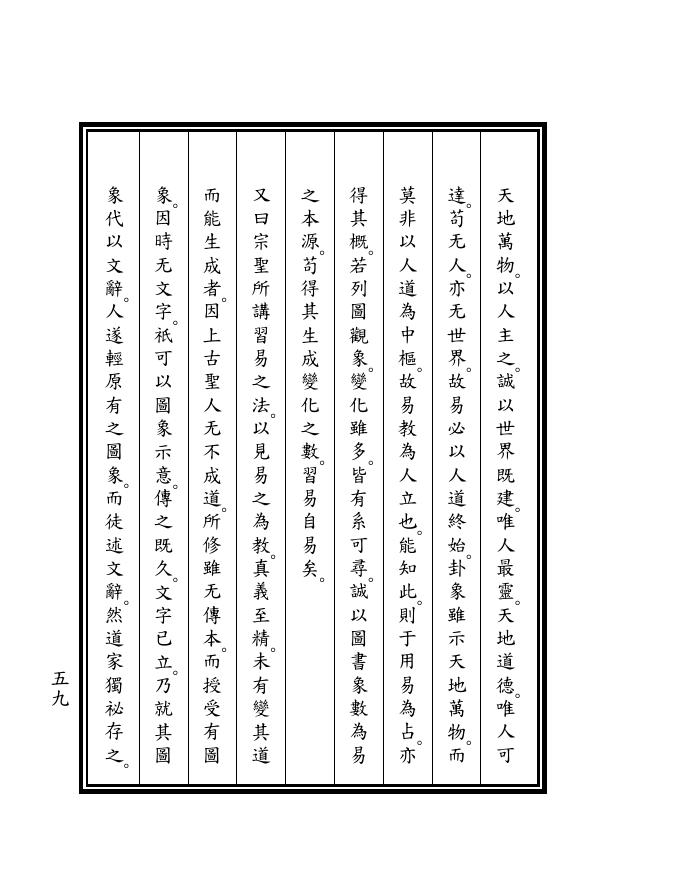 天地萬物。以人主之。誠以世界既建。唯人最靈。天地道德。唯人可
達。苟无人。亦无世界。故易必以人道終始。卦象雖示天地萬物。而
莫非以人道為中樞。故易教為人立也。能知此。則于用易為占。亦
得其概。若列圖觀象。變化雖多。皆有系可尋。誠以圖書象數為易
之本源。苟得其生成變化之數。習易自易矣。
又曰宗聖所講習易之法。以見易之為教。真義至精。未有變其道
而能生成者。因上古聖人无不成道。所修雖无傳本。而授受有圖
象。因時无文字。祇可以圖象示意。傳之既久。文字已立。乃就其圖
象代以文辭。人遂輕原有之圖象。而徒述文辭。然道家獨祕存之。
五九